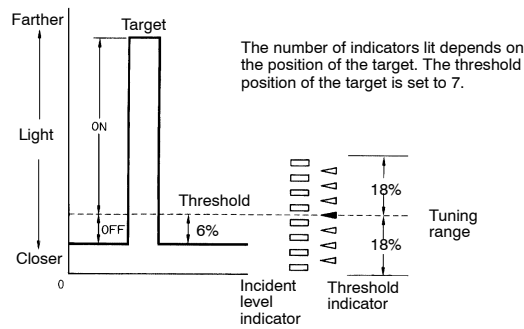 Farther
Target
The number of indicators lit depends on
the position of the target. The threshold
position of the target is set to 7.
ON
Light
18%
Threshold
OFF
6%
Tuning
range
18%
Closer
0
Incident
level
indicator
Threshold
indicator